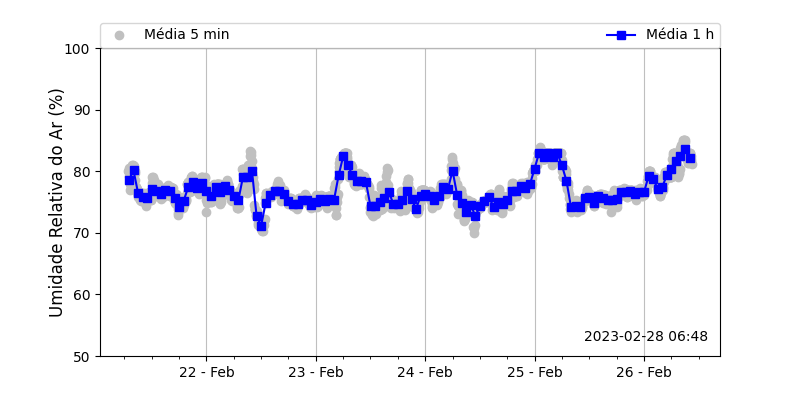 Média 5 min
Média 1 h
Umidade Relativa do Ar (%)
100
90
80
70
60
50
2023-02-28 06:48
22 - Feb
23 - Feb
24 - Feb
25 - Feb
26 - Feb